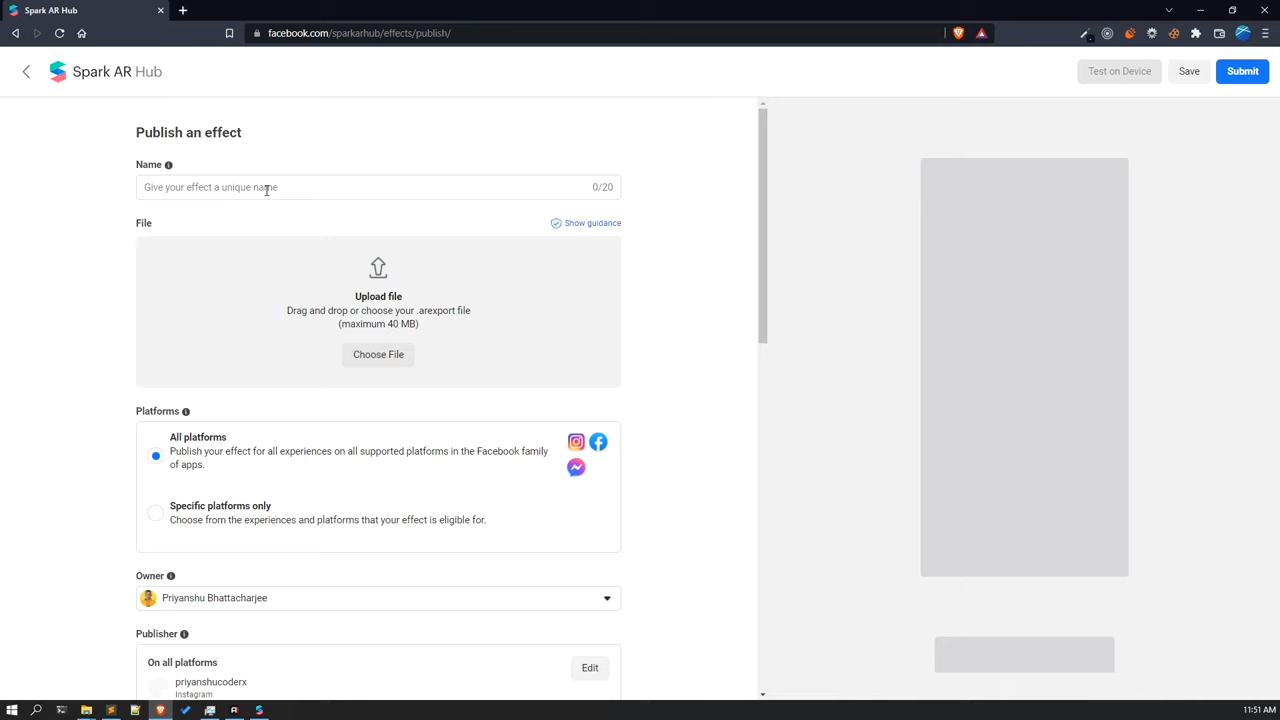 Spark AR Hub
facebook.com/sparkarhub/effects/publish/
Spark AR Hub
Test on Device
Save
Submit
Publish an effect
Name
Give your effect a unique name
0/20
File
Show guidance
Upload file
Drag and drop or choose your .arexport file
(maximum 40 MB)
Choose File
Platforms
All platforms
Publish your effect for all experiences on all supported platforms in the Facebook family
of apps.
Specific platforms only
Choose from the experiences and platforms that your effect is eligible for.
Owner
Priyanshu Bhattacharjee
Publisher
On all platforms
Edit
priyanshucoderx
Instagram
11:51 AM